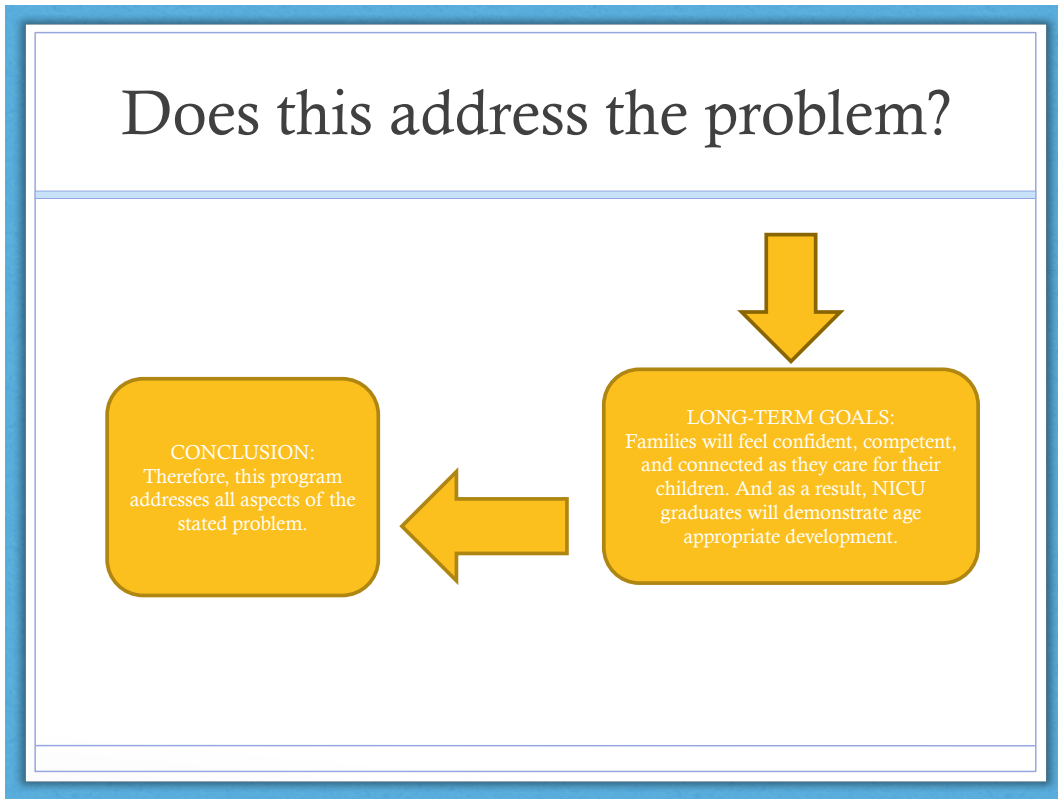 Does this address the problem?
LONG-TERM GOALS:
Families will feel confident, competent,
and connected as they care for their
children. And as a result, NICU
graduates will demonstrate age
appropriate development.
CONCLUSION:
Therefore, this program
addresses all aspects of the
stated problem.